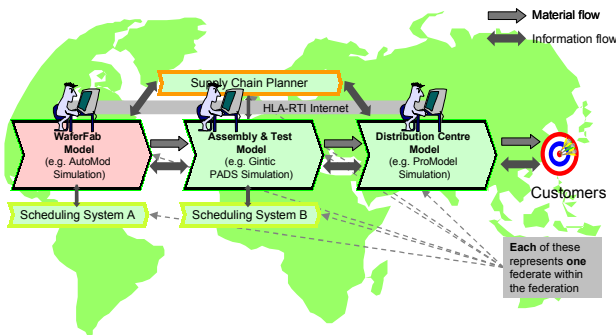 Material flow
Information flow
Supply Chain Planner
HLA-RTI Internet
WaferFab
Model
(e.g. AutoMod
Simulation)
Assembly & Test
Model
(e.g. Gintic
PADS Simulation)
Distribution Centre
Model
(e.g. ProModel
Simulation)
Customers
Scheduling System A
Scheduling System B
Each of these
represents one
federate within
the federation